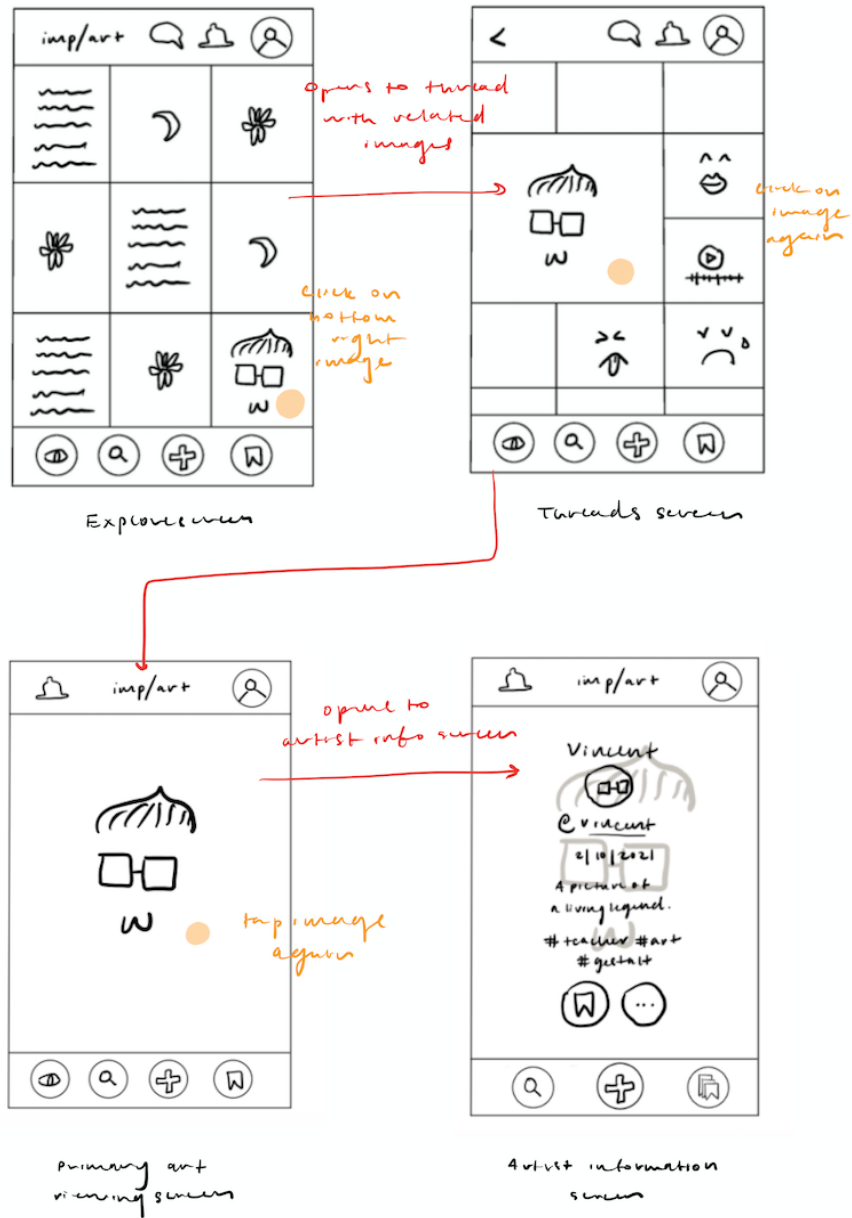 imp/art
opens to thread
with related
images
click on
image
again
click on
bottom
right
image
Explore screen
Threads screen
imp/art
opens to
artist info screen
tap image
again
imp/art
Vincent
@vincent
2/10/2021
A picture of
a living legend.
#teacher #art
#gestalt
Primary art
viewing screen
Artist information
screen